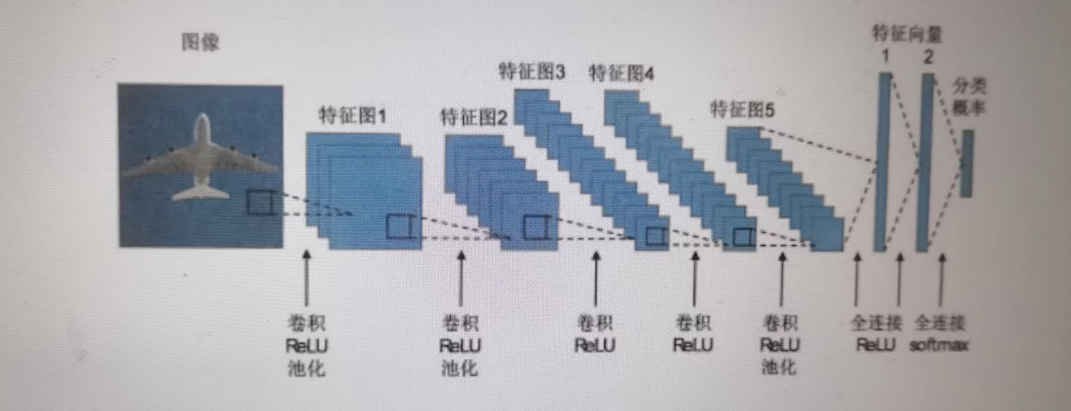 图像
特征图1
特征图2
特征图3
特征图4
特征图5
特征向量
1 2
分类
概率
卷积
ReLU
池化
卷积
ReLU
池化
卷积
ReLU
卷积
ReLU
卷积
ReLU
池化
全连接
ReLU
全连接
softmax